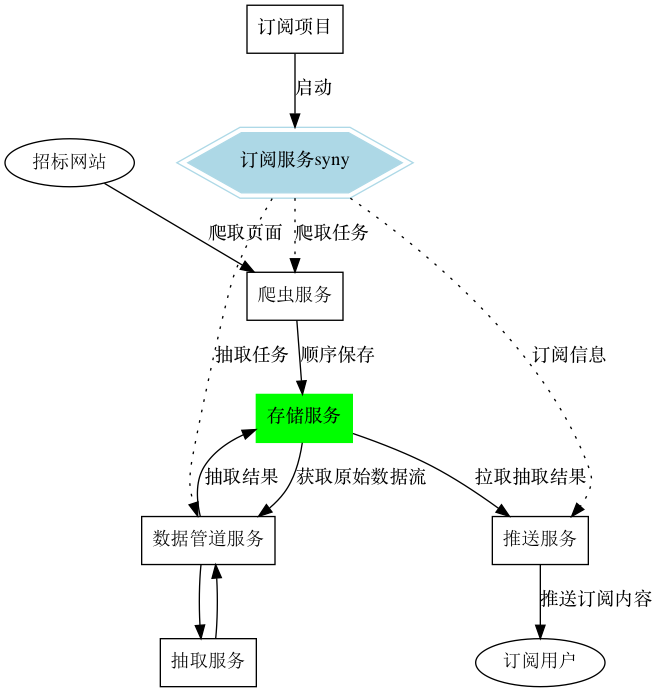 订阅项目
启动
订阅服务syny
招标网站
爬取页面
爬取任务
爬虫服务
抽取任务
顺序保存
订阅信息
存储服务
抽取结果
获取原始数据流
拉取抽取结果
数据管道服务
推送服务
推送订阅内容
抽取服务
订阅用户